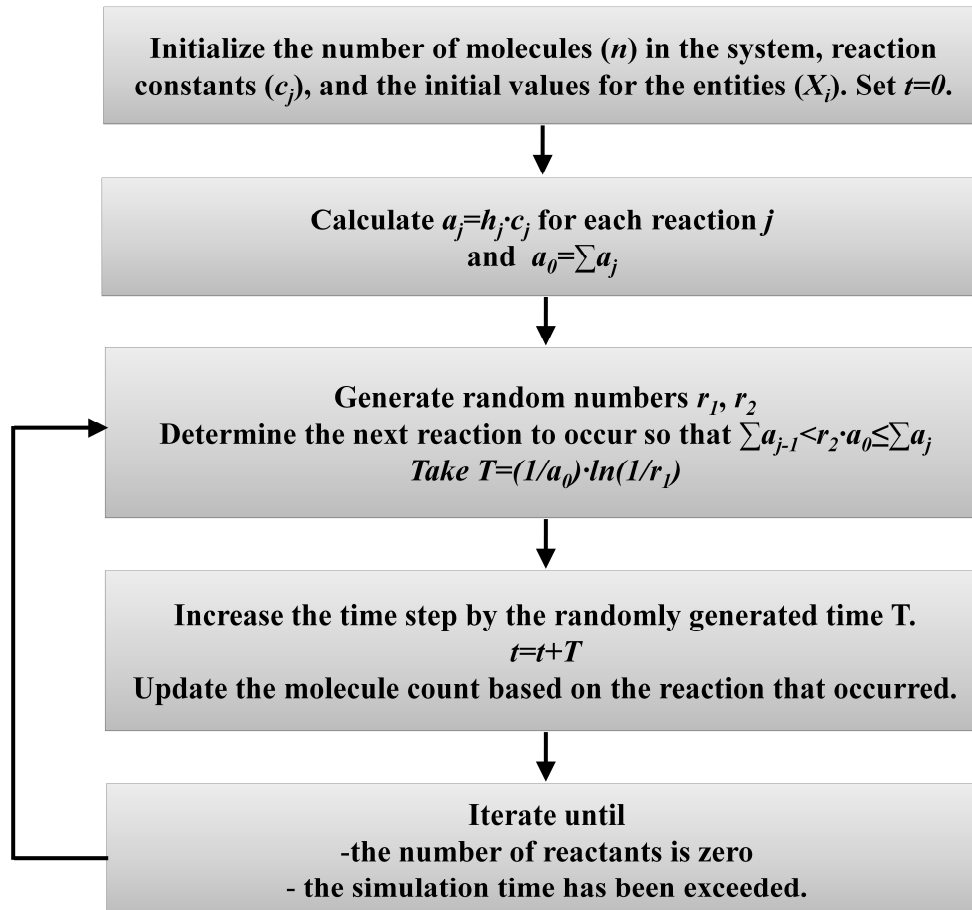 Initialize the number of molecules (n) in the system, reaction
constants (cj), and the initial values for the entities (Xi). Set t=0.
Calculate aj=hj·cj for each reaction j
and a0=∑aj
Generate random numbers r1, r2
Determine the next reaction to occur so that ∑aj-1<r2·a0≤∑aj
Take T=(1/a0)·ln(1/r1)
Increase the time step by the randomly generated time T.
t=t+T
Update the molecule count based on the reaction that occurred.
Iterate until
-the number of reactants is zero
- the simulation time has been exceeded.